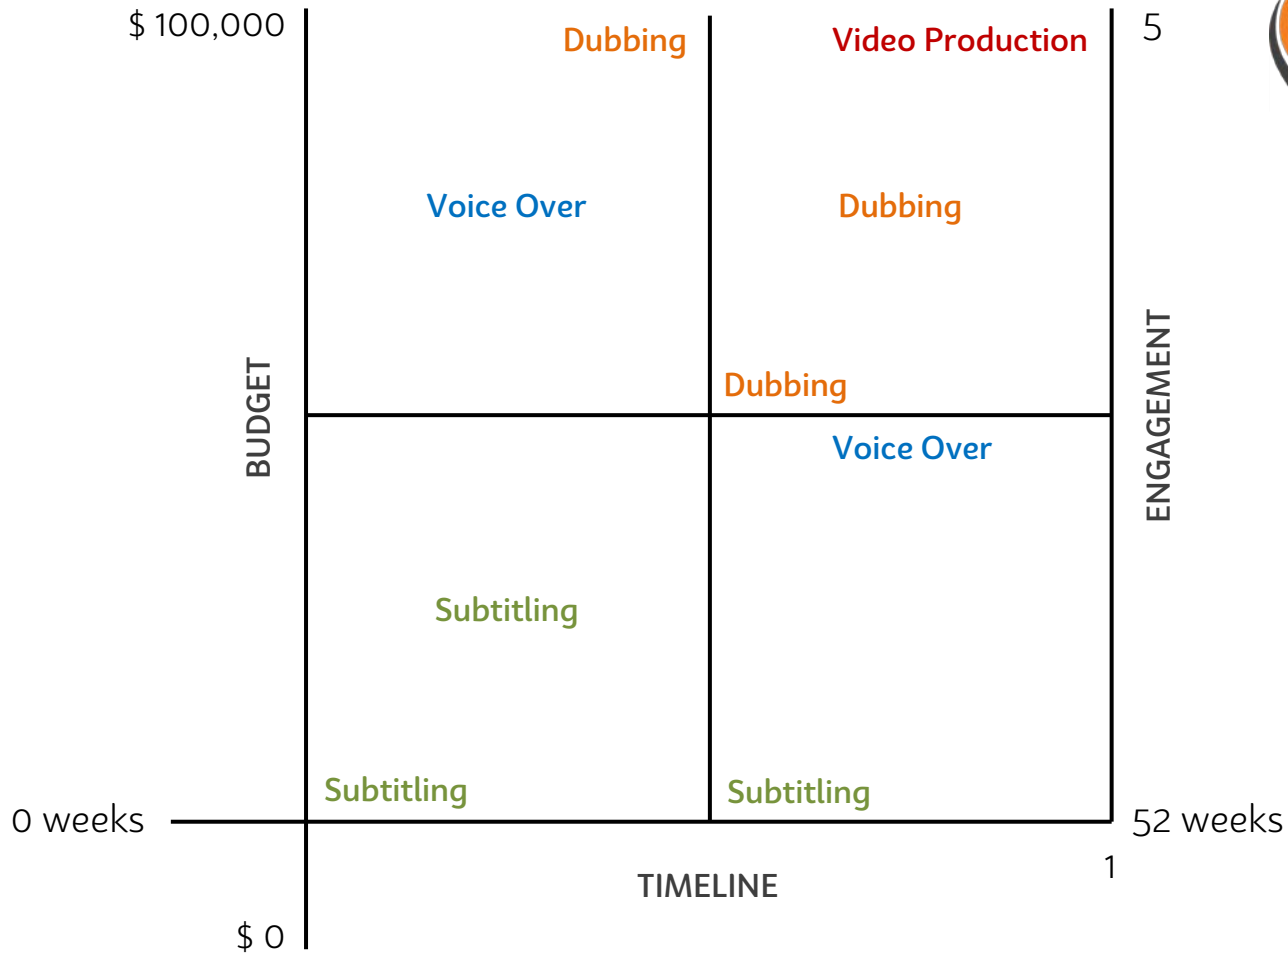 $ 100,000
Dubbing
Video Production
5
Voice Over
Dubbing
BUDGET
ENGAGEMENT
Dubbing
Voice Over
Subtitling
Subtitling
Subtitling
0 weeks
52 weeks
1
TIMELINE
$ 0